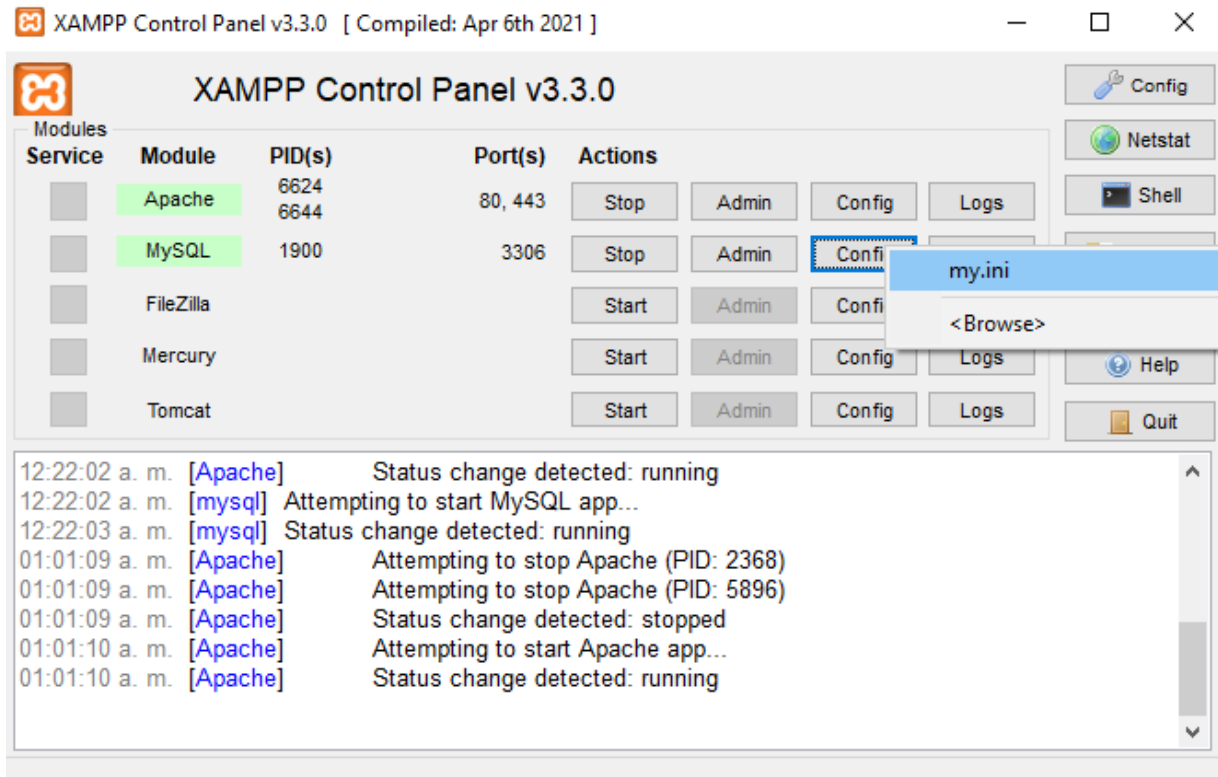 XAMPP Control Panel v3.3.0 [ Compiled: Apr 6th 2021 ]
XAMPP Control Panel v3.3.0
Config
Modules
Service Module PID(s) Port(s) Actions
Netstat
Apache 6624 6644 80, 443 Stop Admin Config Logs
Shell
MySQL 1900 3306 Stop Admin Confi
my.ini
FileZilla Start Admin Confi
<Browse>
Mercury Start Admin Config Logs
Help
Tomcat Start Admin Config Logs
Quit
12:22:02 a. m. [Apache] Status change detected: running
12:22:02 a. m. [mysql] Attempting to start MySQL app...
12:22:03 a. m. [mysql] Status change detected: running
01:01:09 a. m. [Apache] Attempting to stop Apache (PID: 2368)
01:01:09 a. m. [Apache] Attempting to stop Apache (PID: 5896)
01:01:09 a. m. [Apache] Status change detected: stopped
01:01:10 a. m. [Apache] Attempting to start Apache app...
01:01:10 a. m. [Apache] Status change detected: running